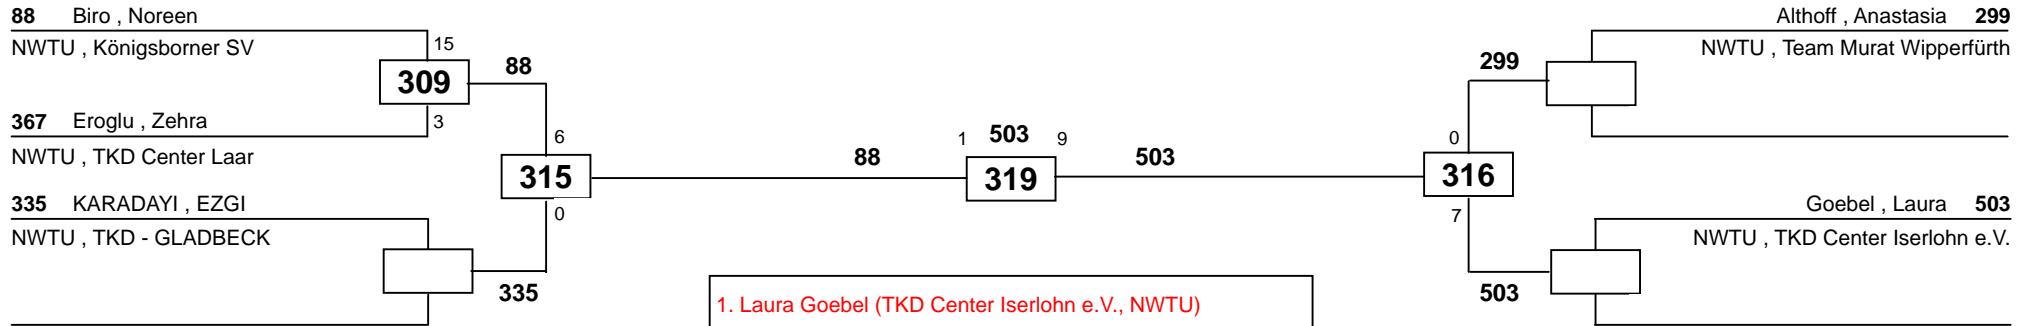 88 Biro , Noreen
NWTU , Königsborner SV
15
309
88
3
367 Eroglu , Zehra
NWTU , TKD Center Laar
6
315
0
335 KARADAYI , EZGI
NWTU , TKD - GLADBECK
335
88
1 503 9
319
503
1. Laura Goebel (TKD Center Iserlohn e.V., NWTU)
Althoff , Anastasia 299
NWTU , Team Murat Wipperfürth
299
0
316
7
Goebel , Laura 503
NWTU , TKD Center Iserlohn e.V.
503